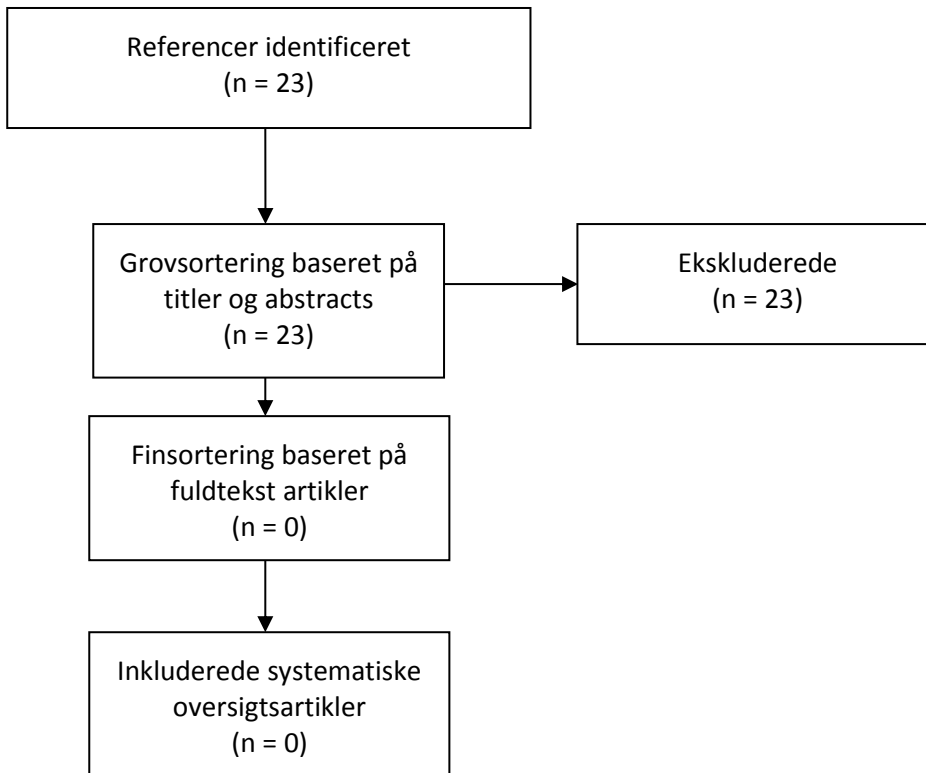 Referencer identificeret
(n = 23)
Grovsortering baseret på
titler og abstracts
(n = 23)
Ekskluderede
(n = 23)
Finsortering baseret på
fuldtekst artikler
(n = 0)
Inkluderede systematiske
oversigtsartikler
(n = 0)